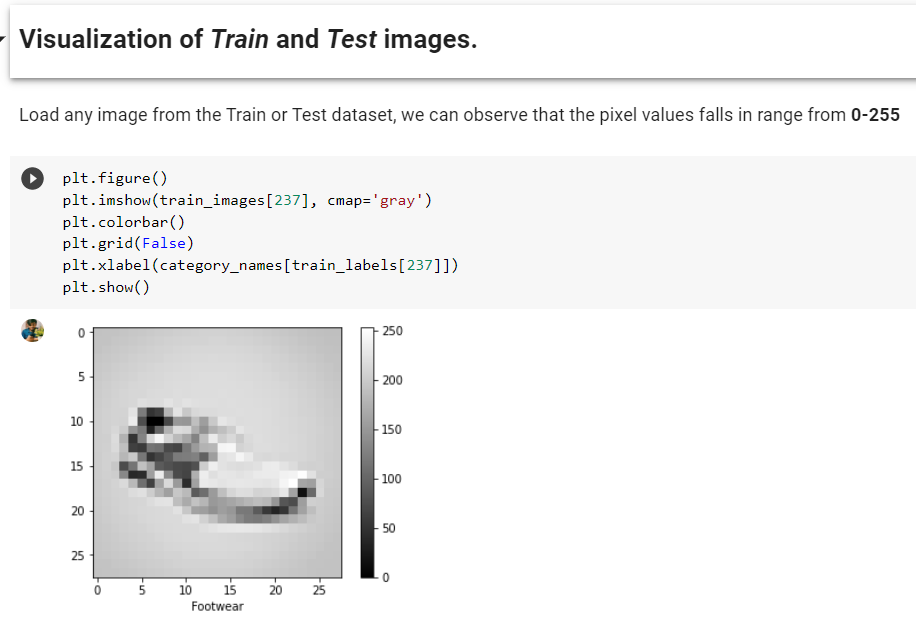 Visualization of Train and Test images.
Load any image from the Train or Test dataset, we can observe that the pixel values falls in range from 0-255
plt.figure()
plt.imshow(train_images[237], cmap='gray')
plt.colorbar()
plt.grid(False)
plt.xlabel(category_names[train_labels[237]])
plt.show()
0
5
10
15
20
25
0 5 10 15 20 25
Footwear
250
200
150
100
50
0